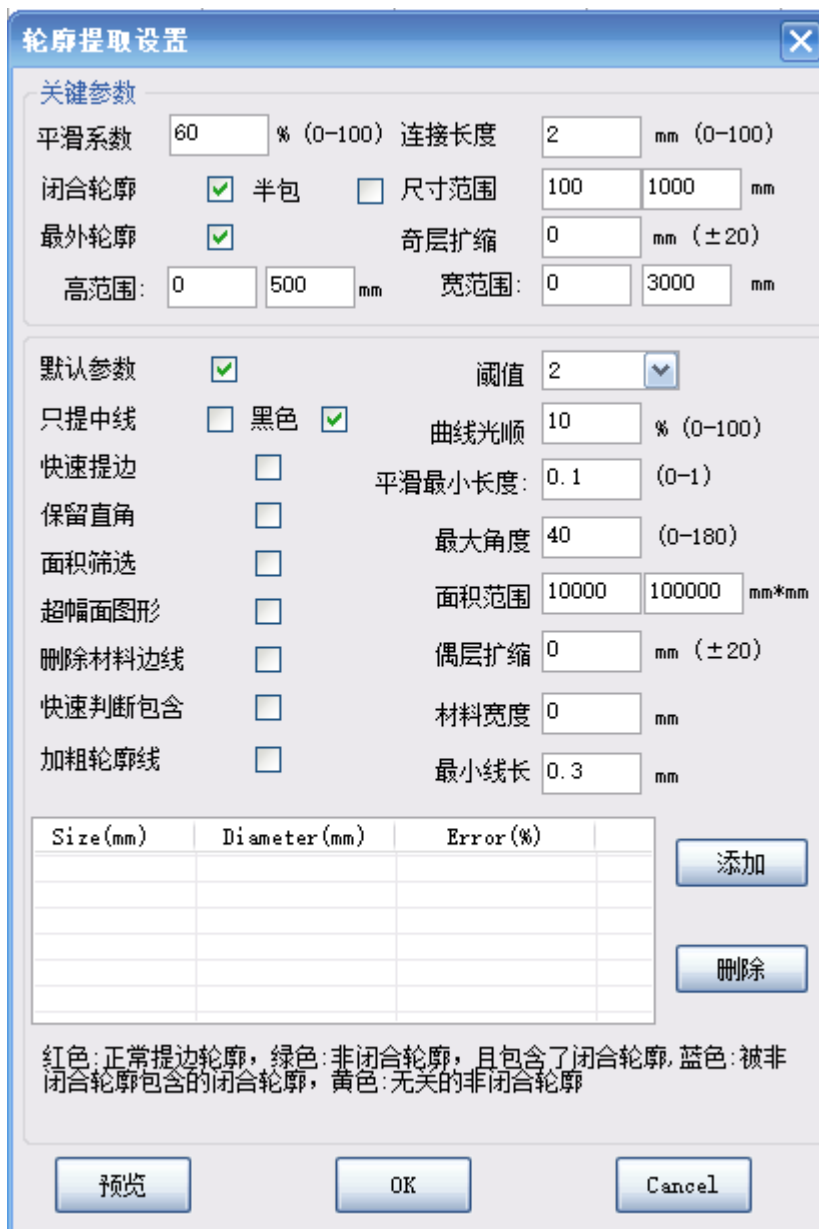 轮廓提取设置
关键参数
平滑系数 60 % (0-100) 连接长度 2 mm (0-100)
闭合轮廓 半包 尺寸范围 100 1000 mm
最外轮廓 奇层扩缩 0 mm (±20)
高范围: 0 500 mm 宽范围: 0 3000 mm
默认参数 阈值 2
只提中线 黑色 曲线光顺 10 % (0-100)
快速提边 平滑最小长度: 0.1 (0-1)
保留直角 最大角度 40 (0-180)
面积筛选 面积范围 10000 100000 mm*mm
超幅面图形 偶层扩缩 0 mm (±20)
删除材料边线
快速判断包含 材料宽度 0 mm
加粗轮廓线 最小线长 0.3 mm
Size(mm) Diameter(mm) Error(%)
添加
删除
红色:正常提边轮廓，绿色:非闭合轮廓，且包含了闭合轮廓,蓝色:被非
闭合轮廓包含的闭合轮廓，黄色:无关的非闭合轮廓
预览 OK Cancel